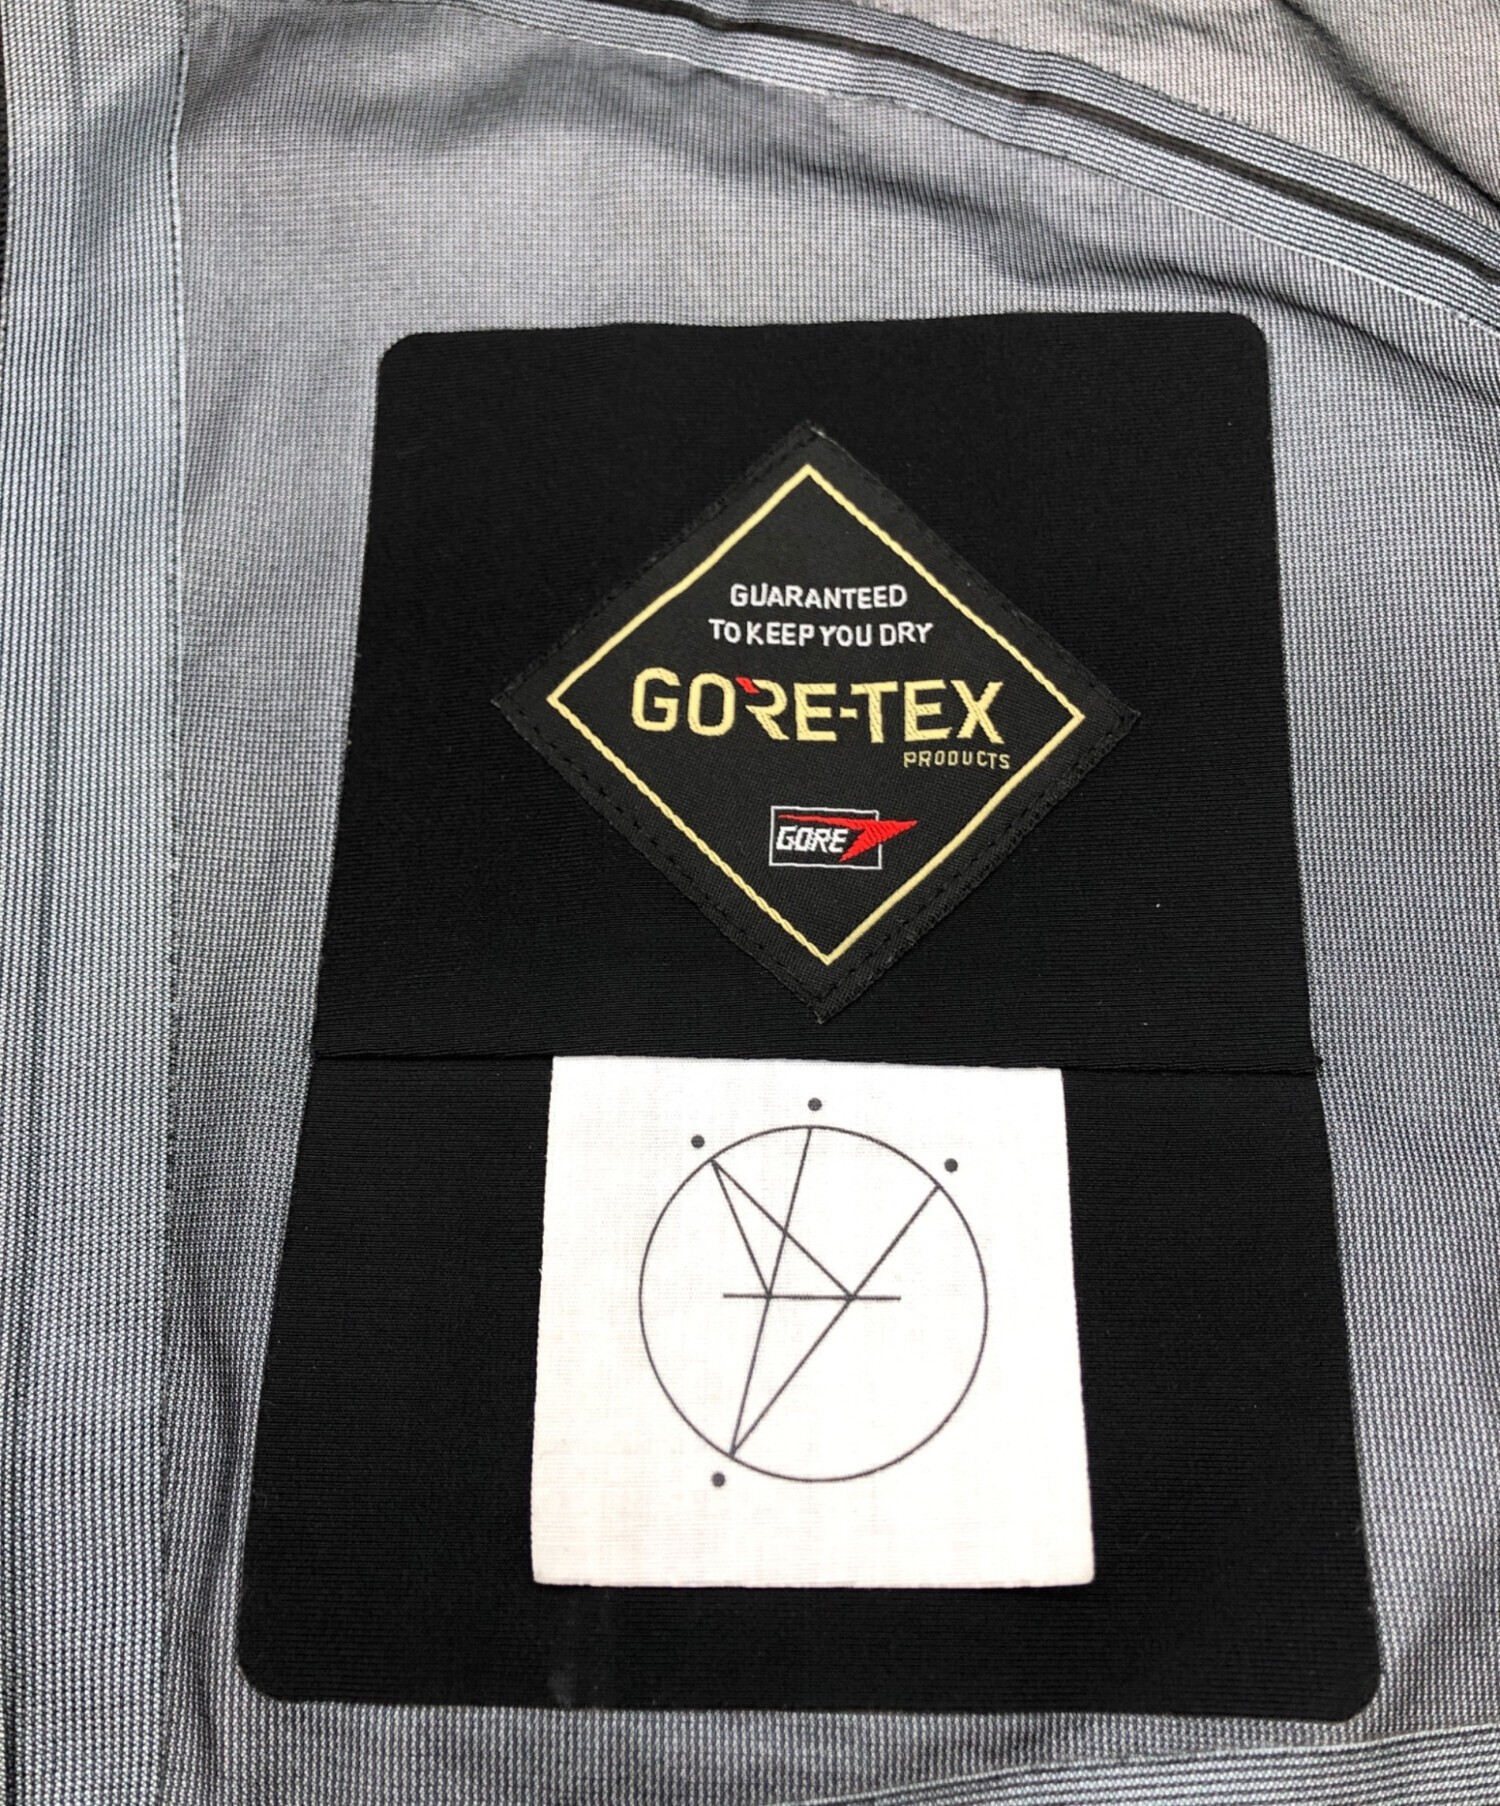 GUARANTEED
TO KEEP YOU DRY
GORE-TEX
PRODUCTS
GORE